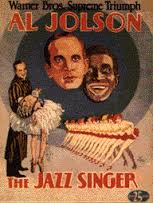 Warner Bros. Supreme Triumph
AL JOLSON
THE JAZZ SINGER